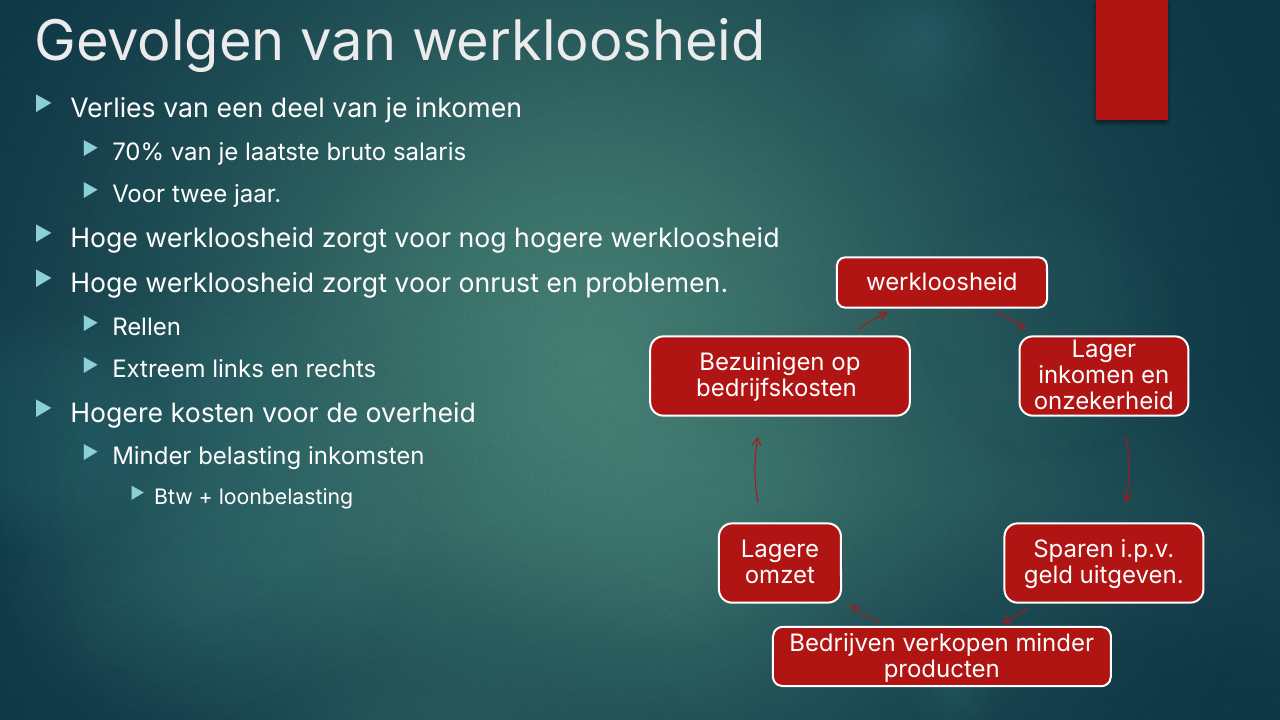 Gevolgen van werkloosheid
Verlies van een deel van je inkomen
70% van je laatste bruto salaris
Voor twee jaar.
Hoge werkloosheid zorgt voor nog hogere werkloosheid
Hoge werkloosheid zorgt voor onrust en problemen.
Rellen
Extreem links en rechts
Hogere kosten voor de overheid
Minder belasting inkomsten
Btw + loonbelasting
werkloosheid
Lager
inkomen en
onzekerheid
Sparen i.p.v.
geld uitgeven.
Bedrijven verkopen minder
producten
Lagere
omzet
Bezuinigen op
bedrijfskosten